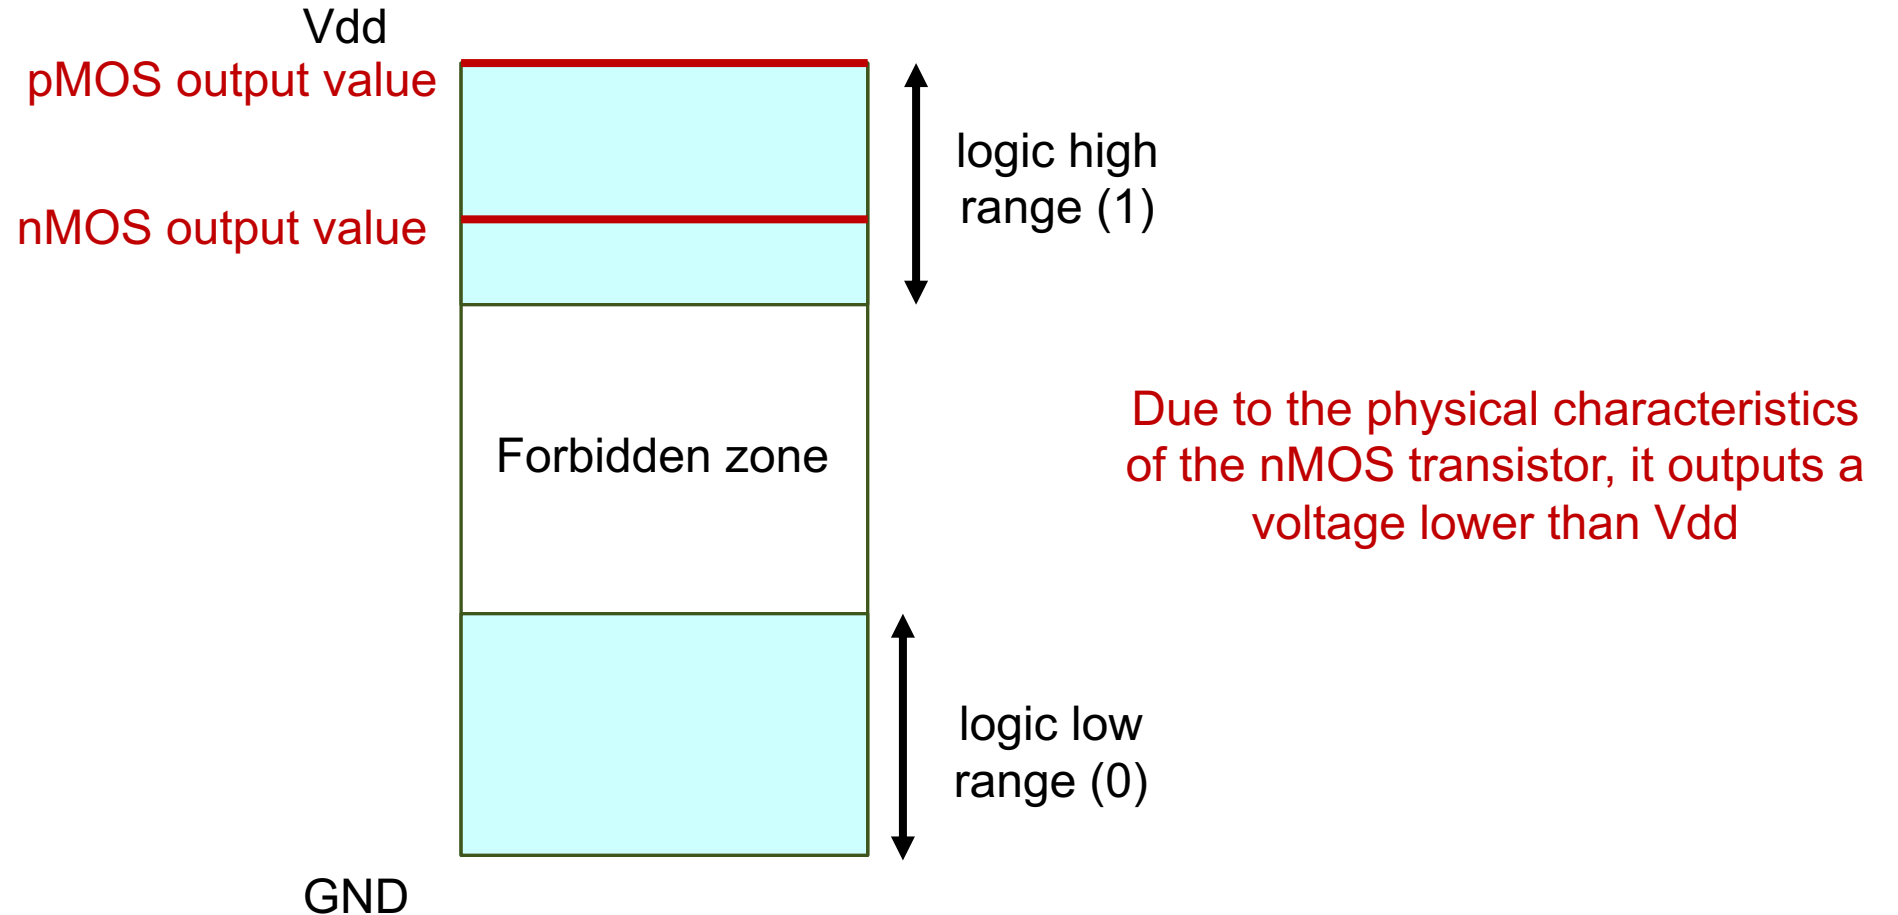 Vdd
pMOS output value
logic high
range (1)
nMOS output value
Forbidden zone
Due to the physical characteristics
of the nMOS transistor, it outputs a
voltage lower than Vdd
logic low
range (0)
GND